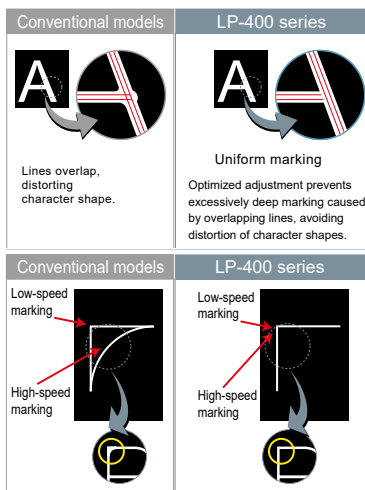 Conventional models
LP-400 series
A
A
Lines overlap,
distorting
character shape.
Uniform marking
Optimized adjustment prevents
excessively deep marking caused
by overlapping lines, avoiding
distortion of character shapes.
Conventional models
LP-400 series
Low-speed
marking
High-speed
marking
Low-speed
marking
High-speed
marking